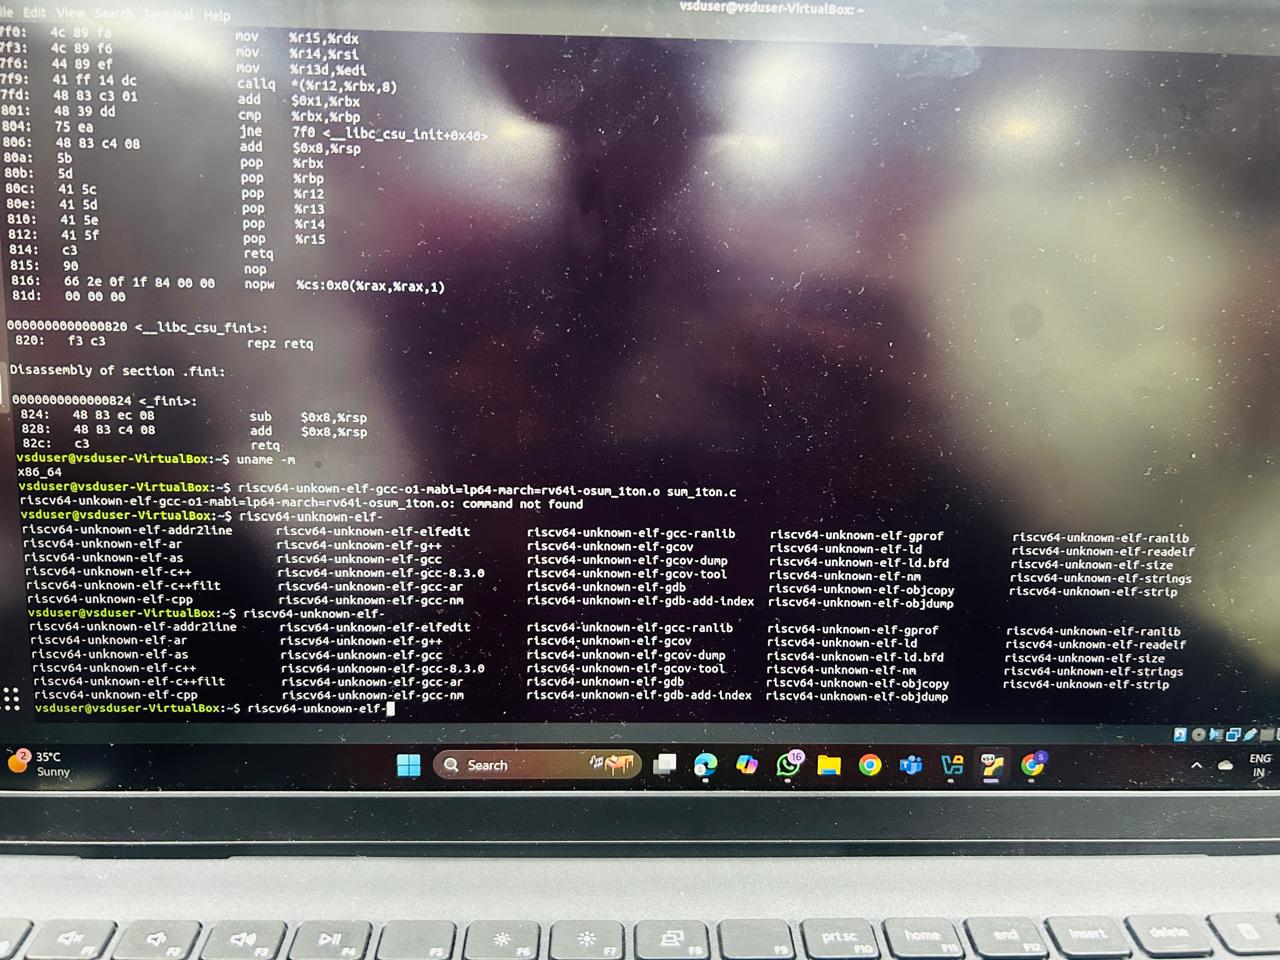 vsduser@vsduser-VirtualBox: ~
Edit View Search Terminal Help
7f0: 4c 89 fa mov %r15,%rdx
7f3: 4c 89 f6 mov %r14,%rsi
7f6: 44 89 ef mov %r13d,%edi
7f9: 41 ff 14 dc callq *(%r12,%rbx,8)
7fd: 48 83 c3 01 add $0x1,%rbx
801: 48 39 dd cmp %rbx,%rbp
804: 75 ea jne 7f0 <__libc_csu_init+0x40>
806: 48 83 c4 08 add $0x8,%rsp
80a: 5b pop %rbx
80b: 5d pop %rbp
80c: 41 5c pop %r12
80e: 41 5d pop %r13
810: 41 5e pop %r14
812: 41 5f pop %r15
814: c3 retq
815: 90 nop
816: 66 2e 0f 1f 84 00 00 nopw %cs:0x0(%rax,%rax,1)
81d: 00 00 00
0000000000000820 <__libc_csu_fini>:
820: f3 c3 repz retq
Disassembly of section .fini:
0000000000000824 <_fini>:
824: 48 83 ec 08 sub $0x8,%rsp
828: 48 83 c4 08 add $0x8,%rsp
82c: c3 retq
vsduser@vsduser-VirtualBox:~$ uname -m
x86_64
vsduser@vsduser-VirtualBox:~$ riscv64-unkown-elf-gcc-o1-mabi=lp64-march=rv64i-osum_1ton.o sum_1ton.c
riscv64-unkown-elf-gcc-o1-mabi=lp64-march=rv64i-osum_1ton.o: command not found
vsduser@vsduser-VirtualBox:~$ riscv64-unknown-elf-
riscv64-unknown-elf-addr2line riscv64-unknown-elf-elfedit riscv64-unknown-elf-gcc-ranlib riscv64-unknown-elf-gprof riscv64-unknown-elf-ranlib
riscv64-unknown-elf-ar riscv64-unknown-elf-g++ riscv64-unknown-elf-gcov riscv64-unknown-elf-ld riscv64-unknown-elf-readelf
riscv64-unknown-elf-as riscv64-unknown-elf-gcc riscv64-unknown-elf-gcov-dump riscv64-unknown-elf-ld.bfd riscv64-unknown-elf-size
riscv64-unknown-elf-c++ riscv64-unknown-elf-gcc-8.3.0 riscv64-unknown-elf-gcov-tool riscv64-unknown-elf-nm riscv64-unknown-elf-strings
riscv64-unknown-elf-c++filt riscv64-unknown-elf-gcc-ar riscv64-unknown-elf-gdb riscv64-unknown-elf-objcopy riscv64-unknown-elf-strip
riscv64-unknown-elf-cpp riscv64-unknown-elf-gcc-nm riscv64-unknown-elf-gdb-add-index riscv64-unknown-elf-objdump
vsduser@vsduser-VirtualBox:~$ riscv64-unknown-elf-
riscv64-unknown-elf-addr2line riscv64-unknown-elf-elfedit riscv64-unknown-elf-gcc-ranlib riscv64-unknown-elf-gprof riscv64-unknown-elf-ranlib
riscv64-unknown-elf-ar riscv64-unknown-elf-g++ riscv64-unknown-elf-gcov riscv64-unknown-elf-ld riscv64-unknown-elf-readelf
riscv64-unknown-elf-as riscv64-unknown-elf-gcc riscv64-unknown-elf-gcov-dump riscv64-unknown-elf-ld.bfd riscv64-unknown-elf-size
riscv64-unknown-elf-c++ riscv64-unknown-elf-gcc-8.3.0 riscv64-unknown-elf-gcov-tool riscv64-unknown-elf-nm riscv64-unknown-elf-strings
riscv64-unknown-elf-c++filt riscv64-unknown-elf-gcc-ar riscv64-unknown-elf-gdb riscv64-unknown-elf-objcopy riscv64-unknown-elf-strip
riscv64-unknown-elf-cpp riscv64-unknown-elf-gcc-nm riscv64-unknown-elf-gdb-add-index riscv64-unknown-elf-objdump
vsduser@vsduser-VirtualBox:~$ riscv64-unknown-elf-
2 35°C
Sunny
Search
16
x64
S
ENG
IN
F1 F2 F3 F4 F5 F6 F7 F8 F9 prt sc F10 home F11 end F12 insert delete